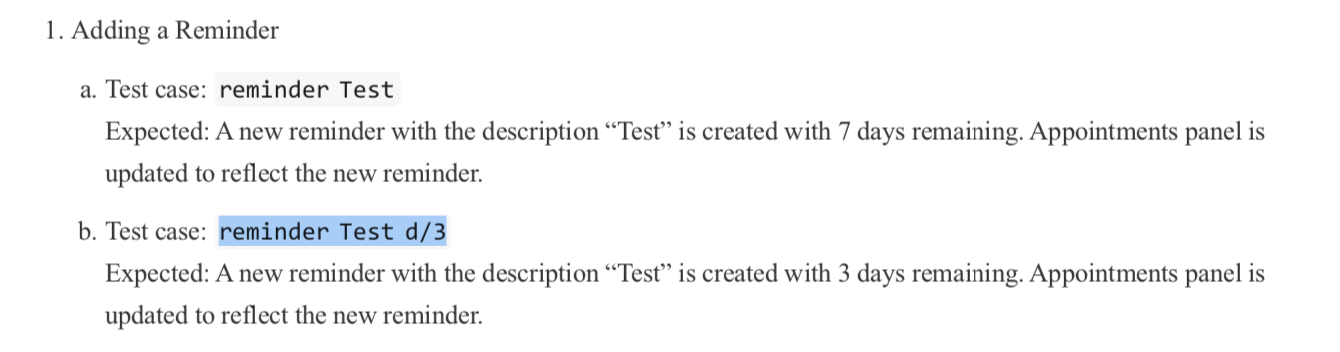 1. Adding a Reminder
a. Test case: reminder Test
Expected: A new reminder with the description “Test” is created with 7 days remaining. Appointments panel is
updated to reflect the new reminder.
b. Test case: reminder Test d/3
Expected: A new reminder with the description “Test” is created with 3 days remaining. Appointments panel is
updated to reflect the new reminder.